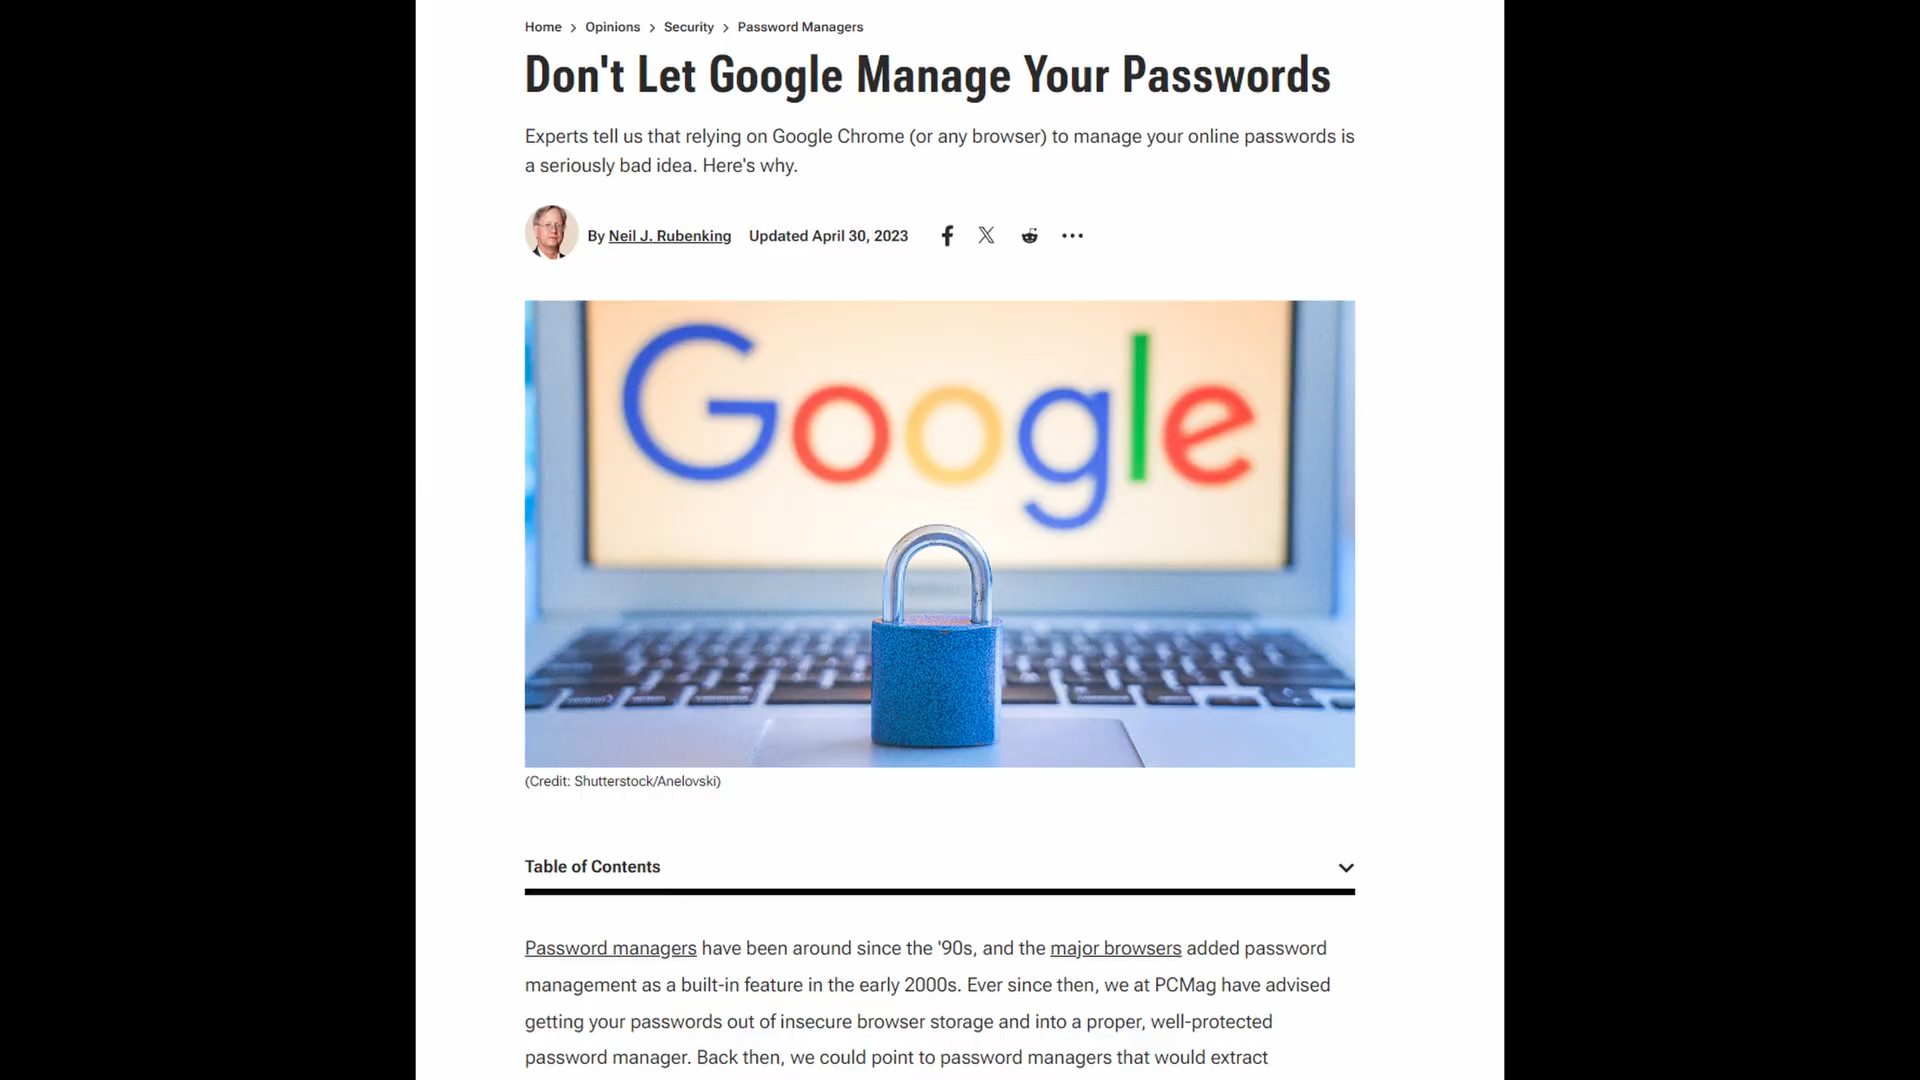 Home > Opinions > Security > Password Managers
Don't Let Google Manage Your Passwords
Experts tell us that relying on Google Chrome (or any browser) to manage your online passwords is
a seriously bad idea. Here's why.
By Neil J. Rubenking Updated April 30, 2023
Google
(Credit: Shutterstock/Anelovski)
Table of Contents
Password managers have been around since the '90s, and the major browsers added password
management as a built-in feature in the early 2000s. Ever since then, we at PCMag have advised
getting your passwords out of insecure browser storage and into a proper, well-protected
password manager. Back then, we could point to password managers that would extract